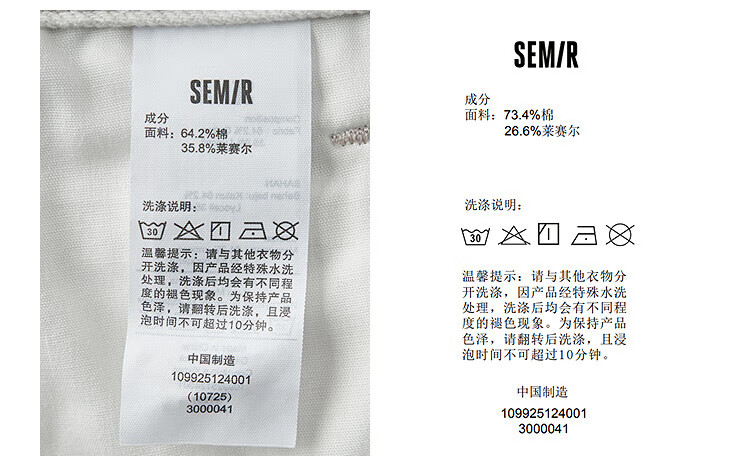 SEMIR
成分
面料：64.2%棉
35.8%莱赛尔
洗涤说明：
30
温馨提示：请与其他衣物分
开洗涤，因产品经特殊水洗
处理，洗涤后均会有不同程
度的褪色现象。为保持产品
色泽，请翻转后洗涤，且浸
泡时间不可超过10分钟。
中国制造
109925124001
(10725)
3000041
SEMIR
成分
面料：73.4%棉
26.6%莱赛尔
洗涤说明：
30
温馨提示：请与其他衣物分
开洗涤，因产品经特殊水洗
处理，洗涤后均会有不同程
度的褪色现象。为保持产品
色泽，请翻转后洗涤，且浸
泡时间不可超过10分钟。
中国制造
109925124001
3000041